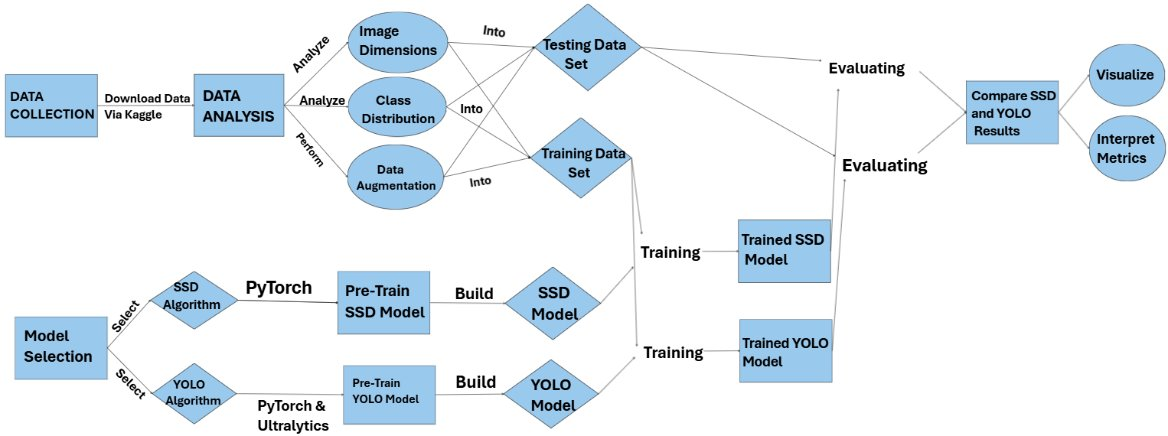 DATA
COLLECTION
Download Data
Via Kaggle
DATA
ANALYSIS
Analyze
Analyze
Perform
Image
Dimensions
Class
Distribution
Data
Augmentation
Into
Into
Into
Testing Data
Set
Training Data
Set
Evaluating
Evaluating
Compare SSD
and YOLO
Results
Visualize
Interpret
Metrics
Model
Selection
Select
Select
SSD
Algorithm
PyTorch
Pre-Train
SSD Model
Build
SSD
Model
Training
Trained SSD
Model
YOLO
Algorithm
PyTorch &
Ultralytics
Pre-Train
YOLO Model
Build
YOLO
Model
Training
Trained YOLO
Model